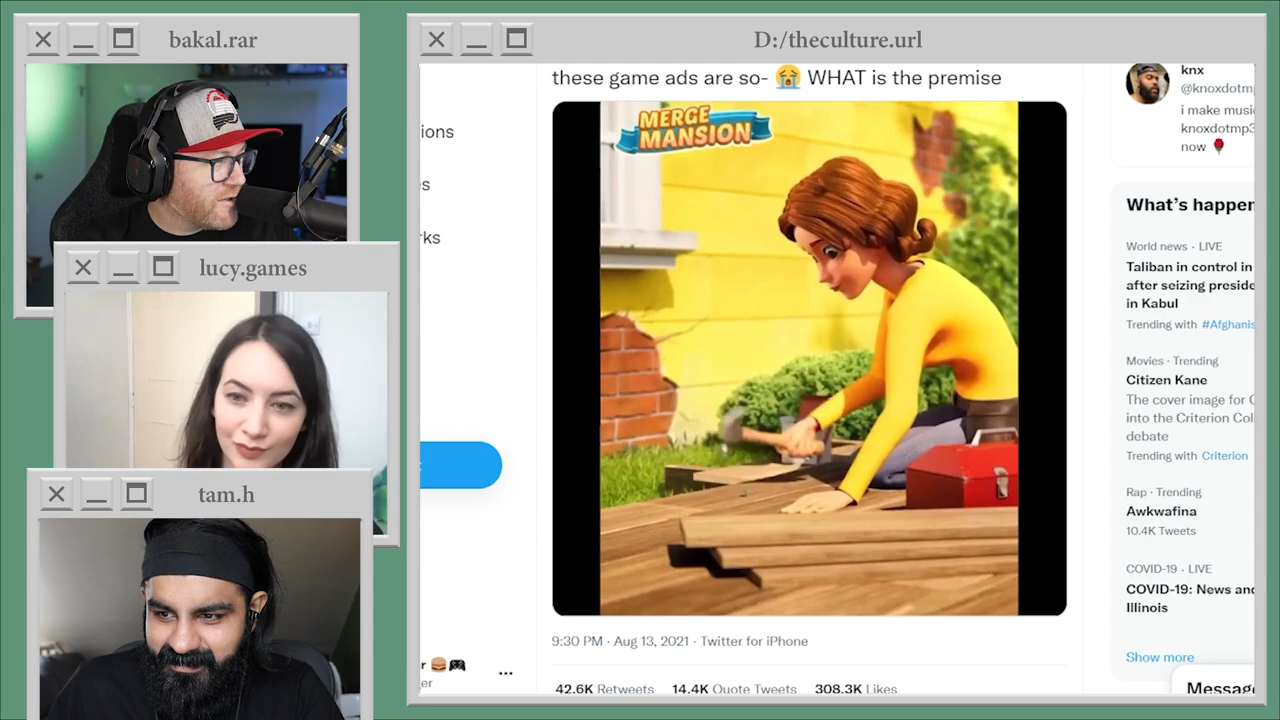 bakal.rar
lucy.games
tam.h
D:/theculture.url
these game ads are so- 😭 WHAT is the premise
MERGE
MANSION
ions
es
rks
9:30 PM · Aug 13, 2021 · Twitter for iPhone
42.6K Retweets 14.4K Quote Tweets 308.3K Likes
r 🍔🎮
er
...
knx
@knoxdotm
i make musi
knoxdotmp3
now 🌹
What's happen
World news · LIVE
Taliban in control in
after seizing preside
in Kabul
Trending with #Afghanis
Movies · Trending
Citizen Kane
The cover image for C
into the Criterion Col
debate
Trending with Criterion
Rap · Trending
Awkwafina
10.4K Tweets
COVID-19 · LIVE
COVID-19: News and
Illinois
Show more
Messag